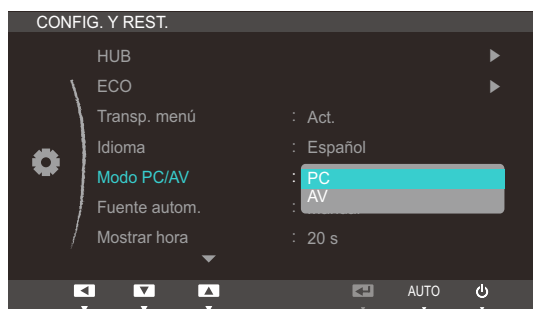 CONFIG. Y REST.
HUB
ECO
Transp. menú : Act.
Idioma : Español
Modo PC/AV : PC
AV
Fuente autom. :
Mostrar hora : 20 s
AUTO